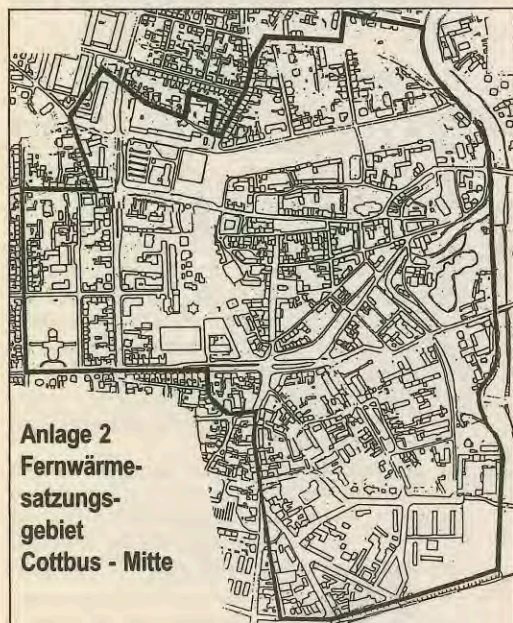 Anlage 2
Fernwärme-
satzungs-
gebiet
Cottbus - Mitte